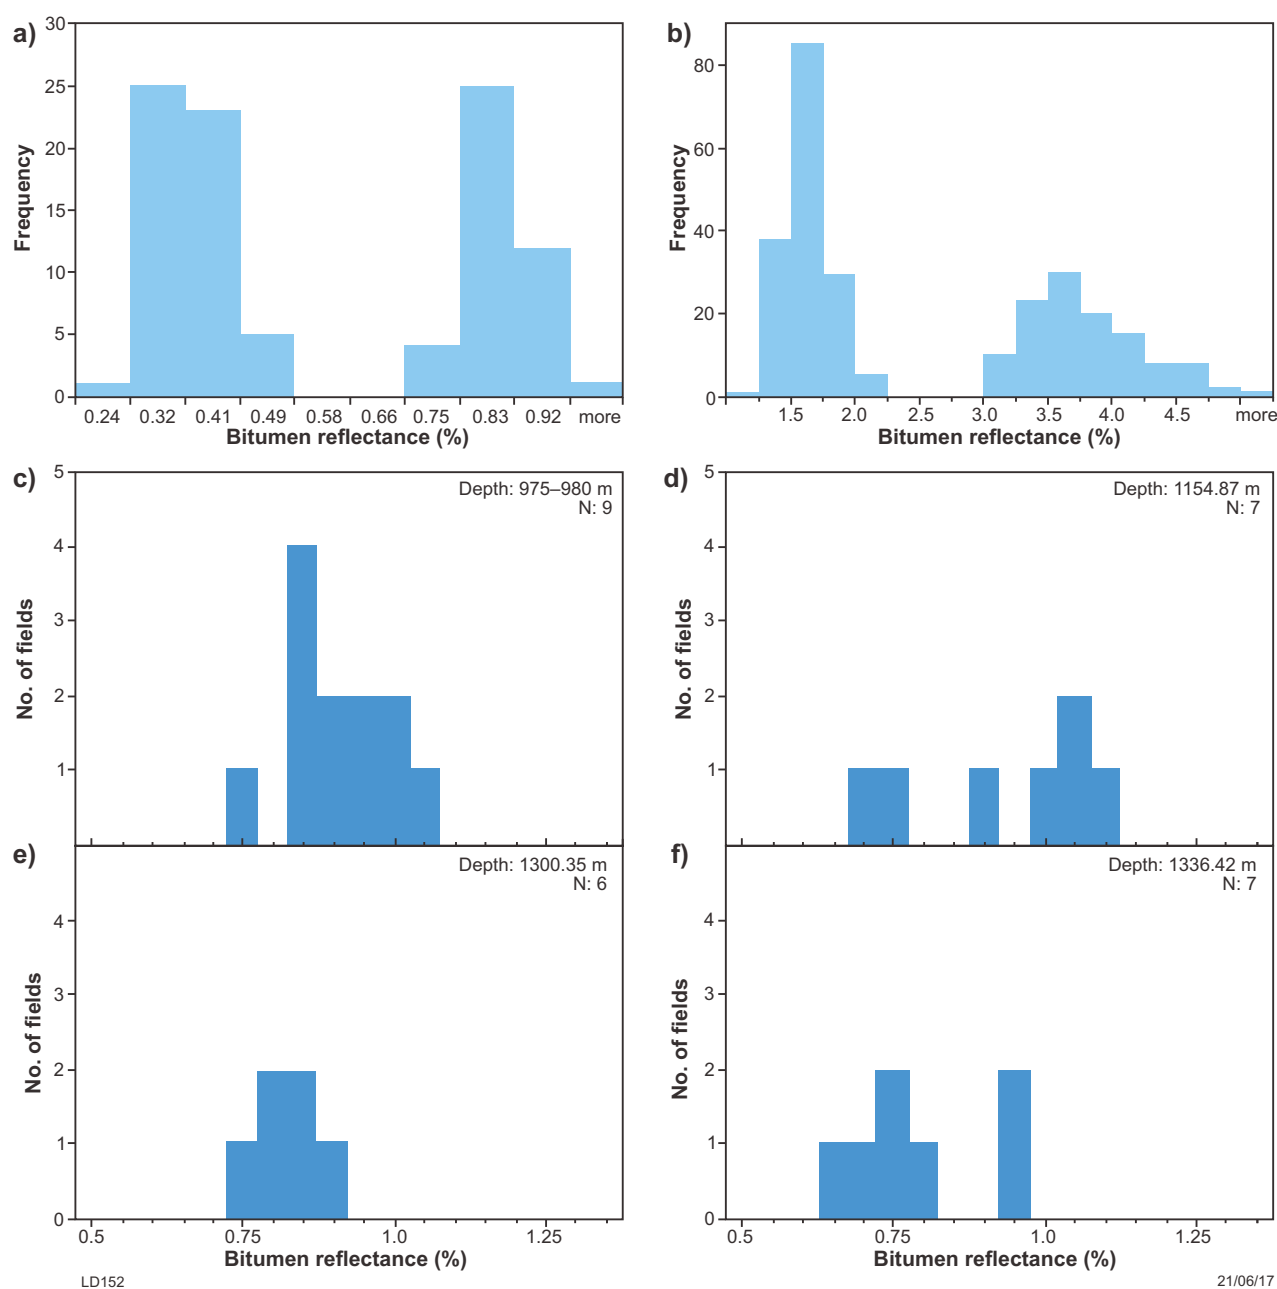 a)
30
25
20
15
10
5
0
Frequency
0.24 0.32 0.41 0.49 0.58 0.66 0.75 0.83 0.92 more
Bitumen reflectance (%)
b)
80
60
40
20
0
Frequency
1.5 2.0 2.5 3.0 3.5 4.0 4.5 more
Bitumen reflectance (%)
c)
Depth: 975–980 m
N: 9
5
4
3
2
1
No. of fields
d)
Depth: 1154.87 m
N: 7
5
4
3
2
1
No. of fields
e)
Depth: 1300.35 m
N: 6
4
3
2
1
0
No. of fields
0.5 0.75 1.0 1.25
Bitumen reflectance (%)
f)
Depth: 1336.42 m
N: 7
4
3
2
1
0
No. of fields
0.5 0.75 1.0 1.25
Bitumen reflectance (%)
LD152
21/06/17